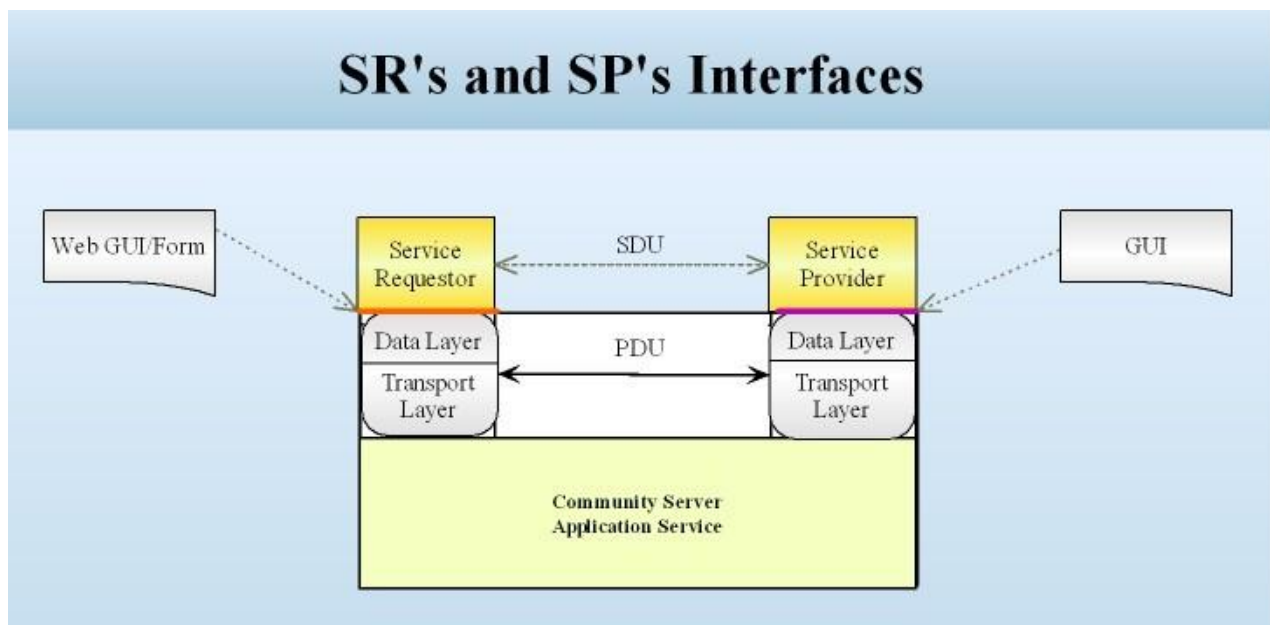 SR's and SP's Interfaces
Web GUI/Form
Service
Requestor
SDU
Service
Provider
GUI
Data Layer
Transport
Layer
PDU
Data Layer
Transport
Layer
Community Server
Application Service